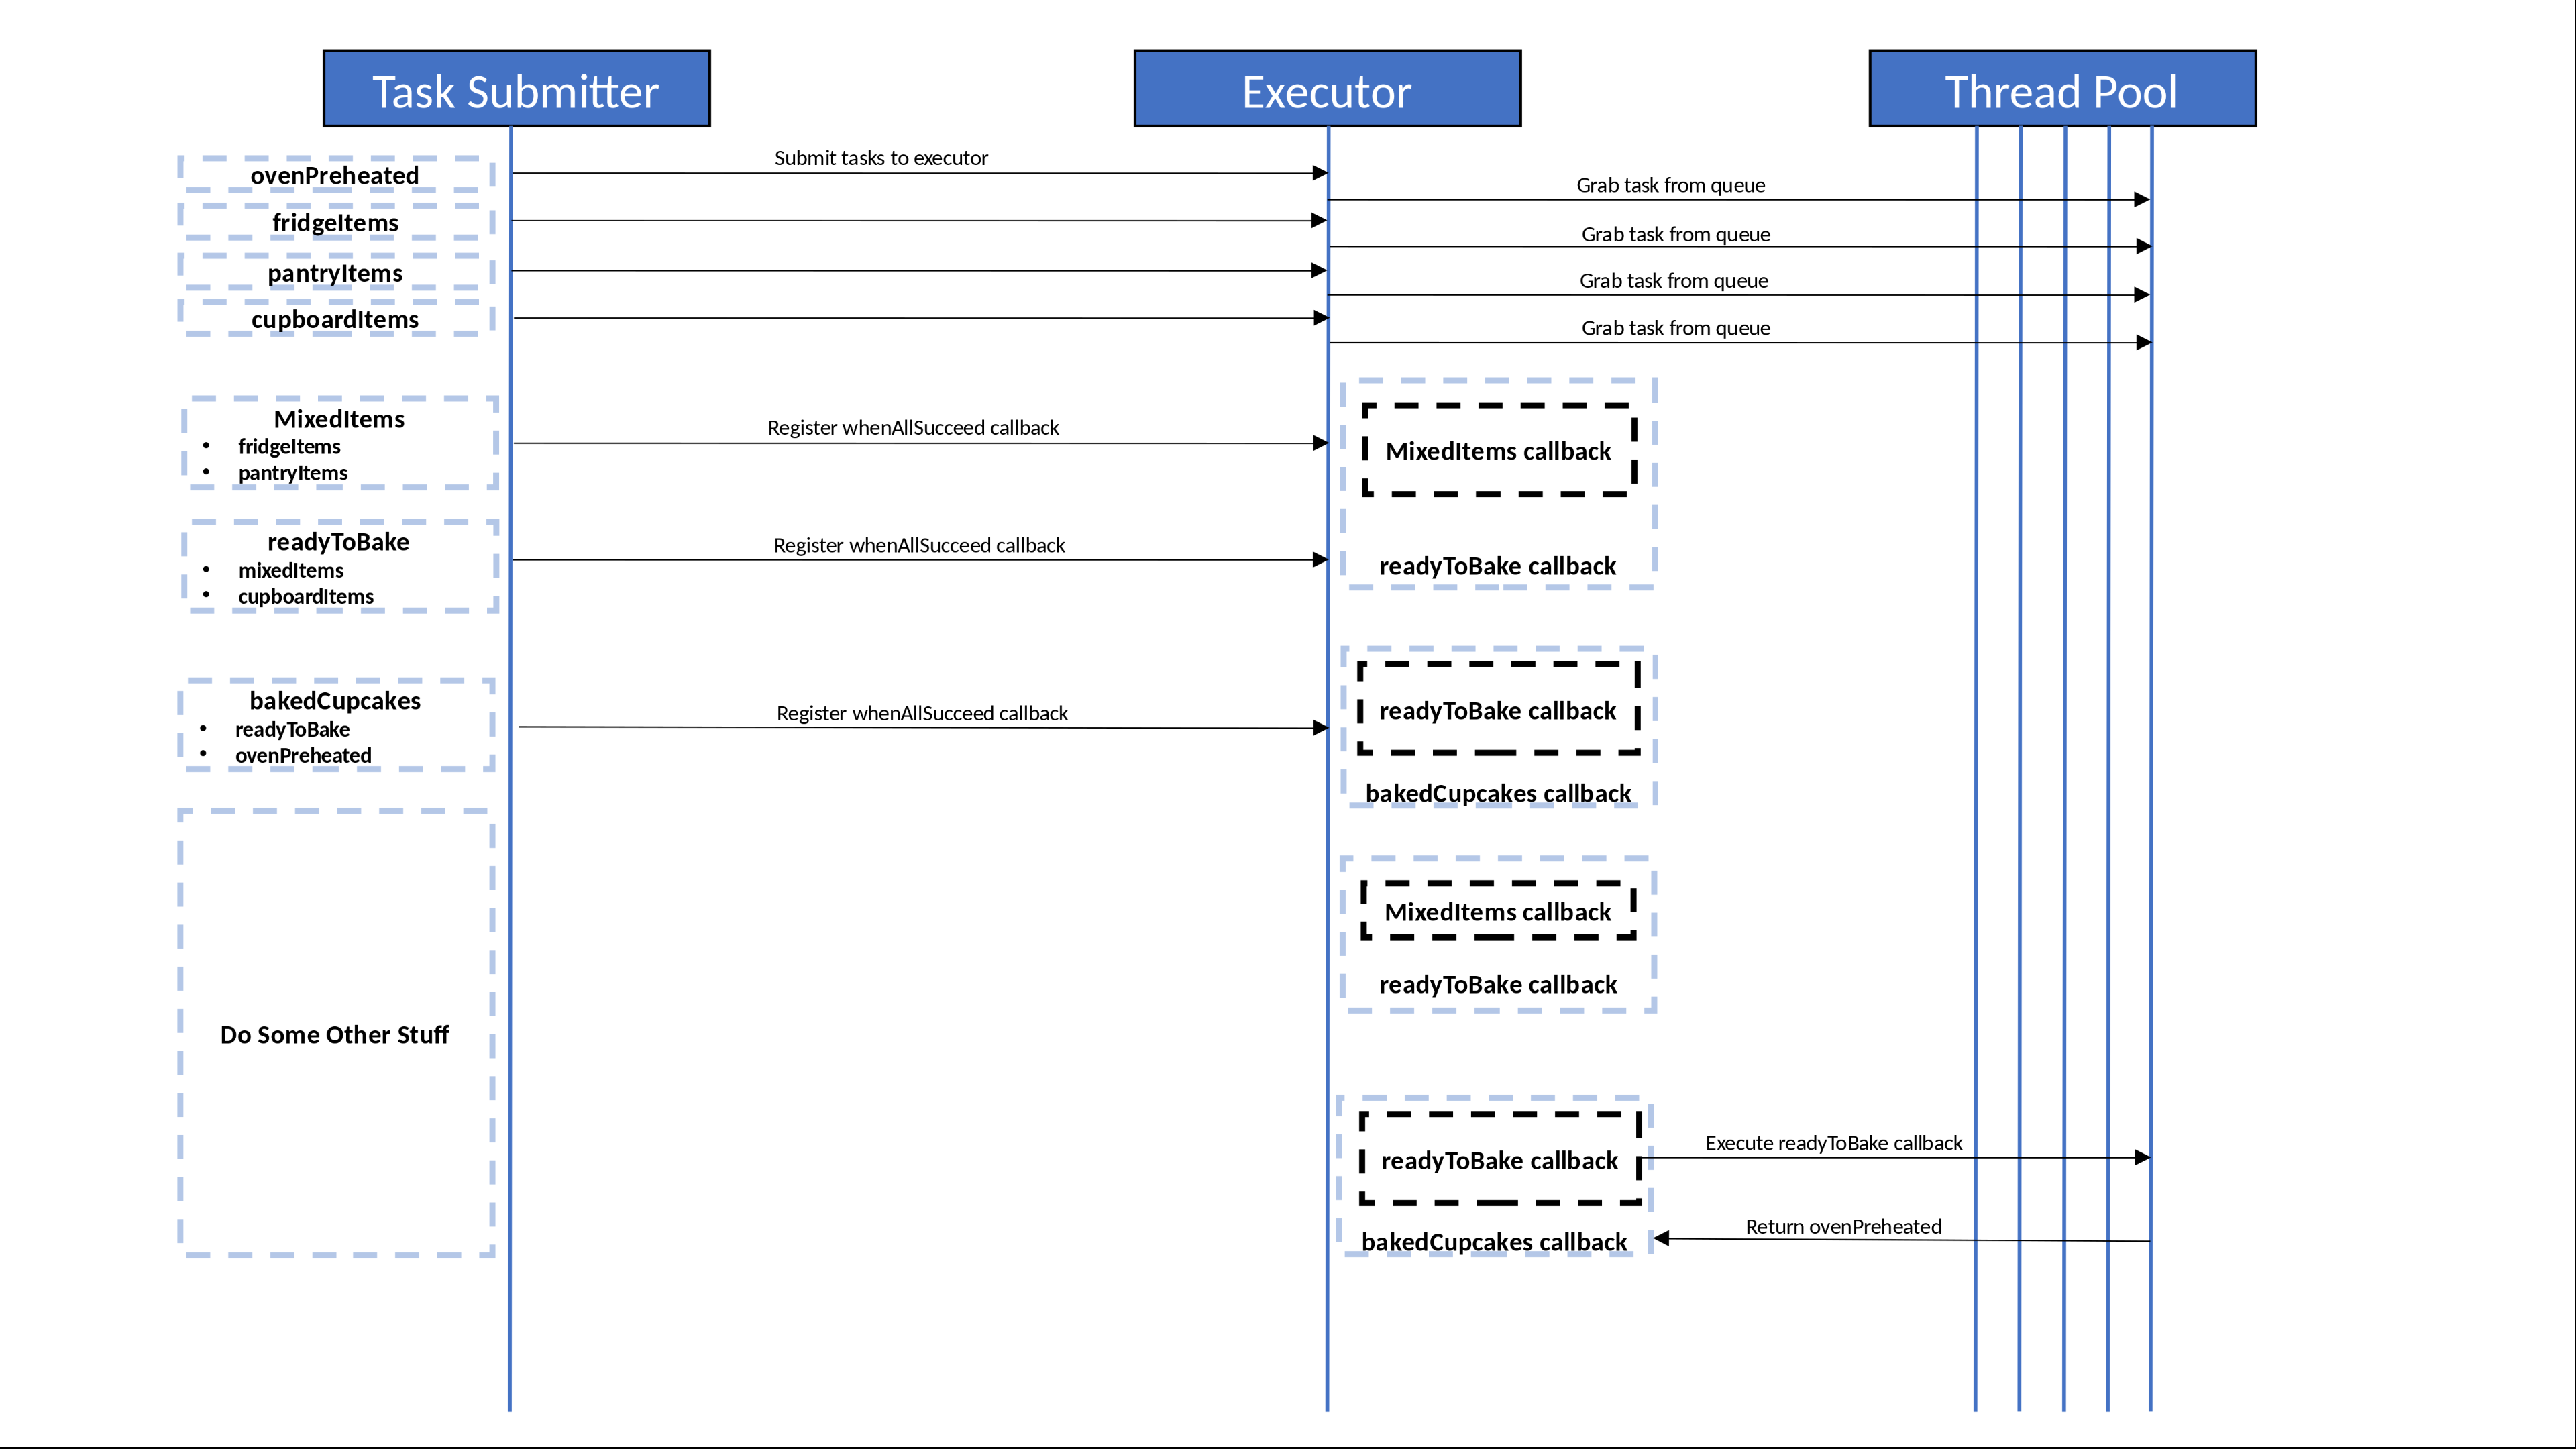 Task Submitter
Executor
Thread Pool
Submit tasks to executor
ovenPreheated
Grab task from queue
fridgeItems
Grab task from queue
pantryItems
Grab task from queue
cupboardItems
Grab task from queue
MixedItems
• fridgeItems
• pantryItems
Register whenAllSucceed callback
MixedItems callback
readyToBake
• mixedItems
• cupboardItems
Register whenAllSucceed callback
readyToBake callback
bakedCupcakes
• readyToBake
• ovenPreheated
Register whenAllSucceed callback
readyToBake callback
bakedCupcakes callback
MixedItems callback
readyToBake callback
Do Some Other Stuff
readyToBake callback
Execute readyToBake callback
Return ovenPreheated
bakedCupcakes callback